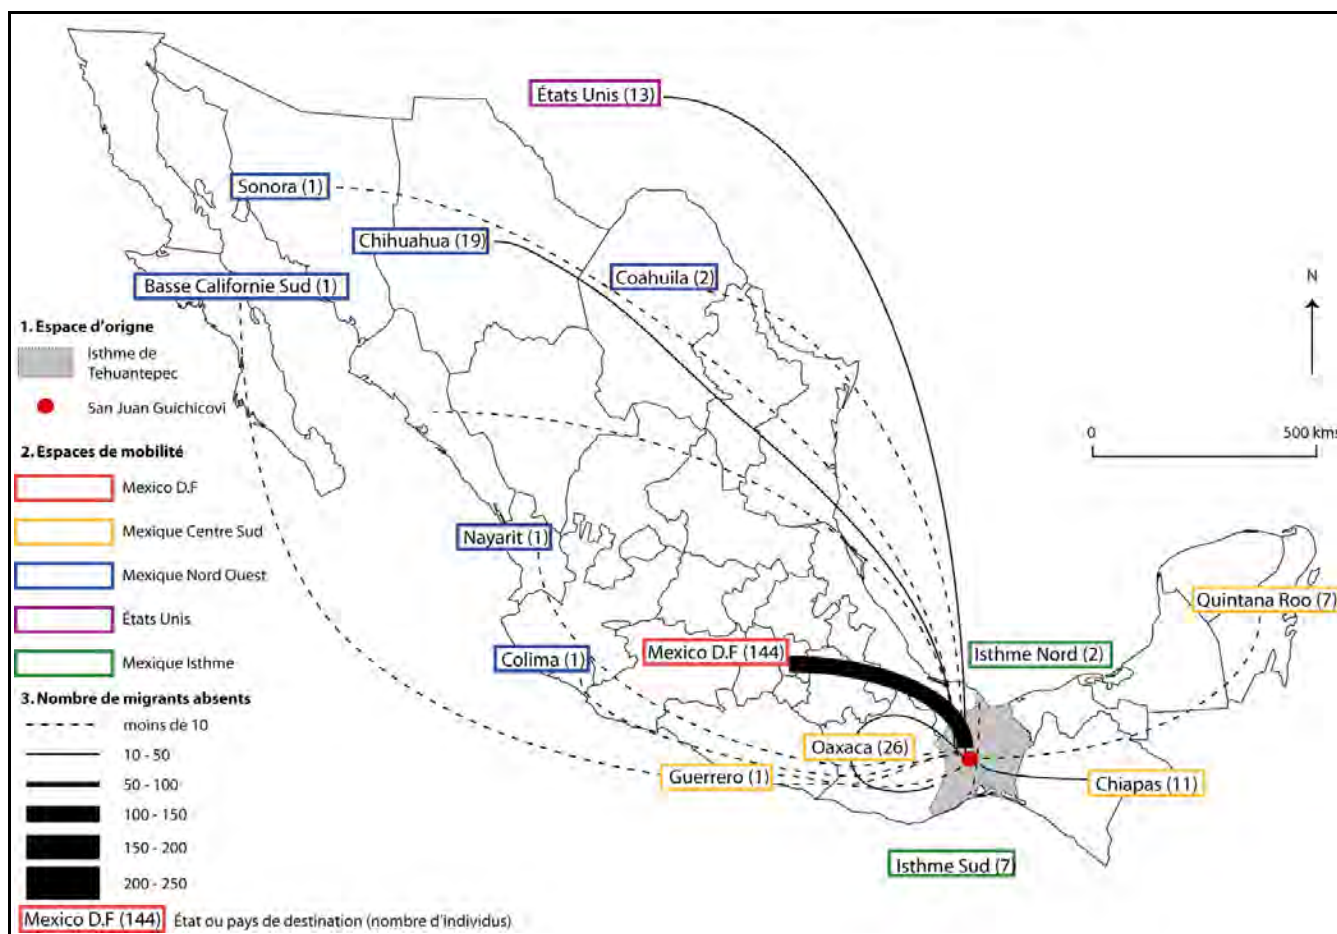 États Unis (13)
Sonora (1)
Chihuahua (19)
Coahuila (2)
Basse Californie Sud (1)
N
1. Espace d'origne
Isthme de
Tehuantepec
San Juan Guichicovi
0 500 kms
2. Espaces de mobilité
Mexico D.F
Mexique Centre Sud
Nayarit (1)
Mexique Nord Ouest
Quintana Roo (7)
États Unis
Mexico D.F (144)
Isthme Nord (2)
Colima (1)
Mexique Isthme
3. Nombre de migrants absents
moins de 10
10 - 50
50 - 100
100 - 150
150 - 200
200 - 250
Oaxaca (26)
Guerrero (1)
Chiapas (11)
Isthme Sud (7)
Mexico D.F (144) État ou pays de destination (nombre d'individus)